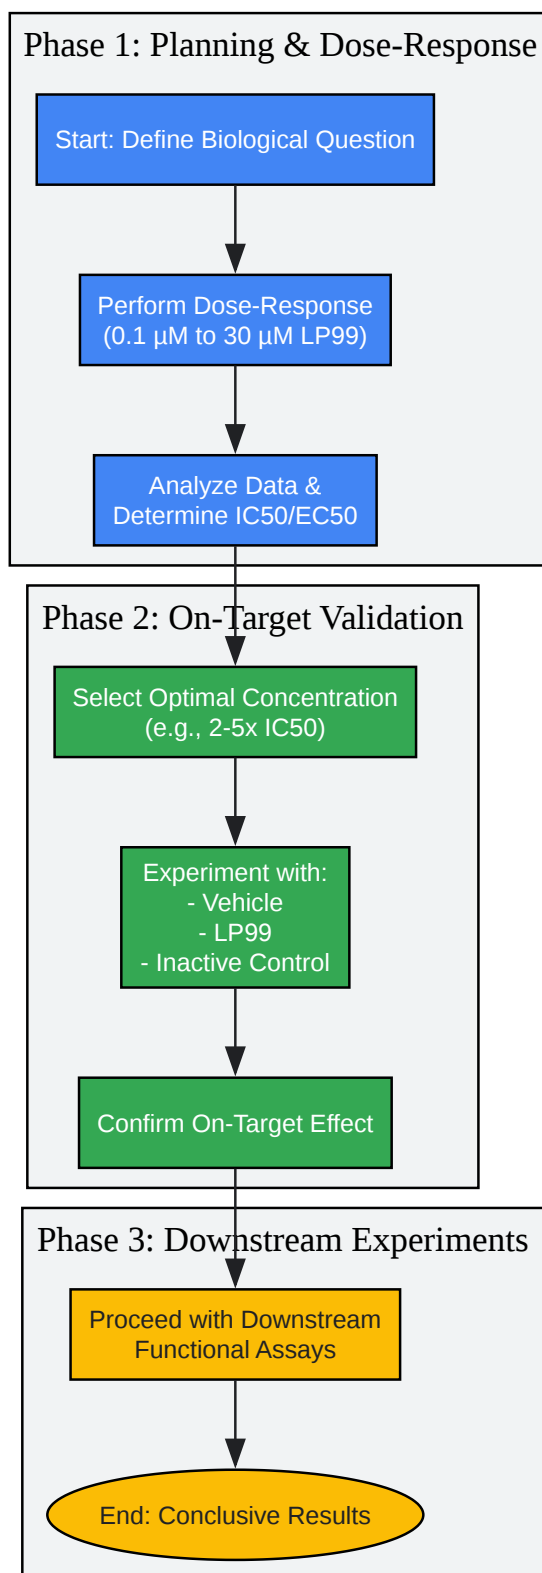 Phase 1: Planning & Dose-Response
Start: Define Biological Question
Perform Dose-Response
(0.1 µM to 30 µM LP99)
Analyze Data &
Determine IC50/EC50
Phase 2: On-Target Validation
Select Optimal Concentration
(e.g., 2-5x IC50)
Experiment with:
- Vehicle
- LP99
- Inactive Control
Confirm On-Target Effect
Phase 3: Downstream Experiments
Proceed with Downstream
Functional Assays
End: Conclusive Results